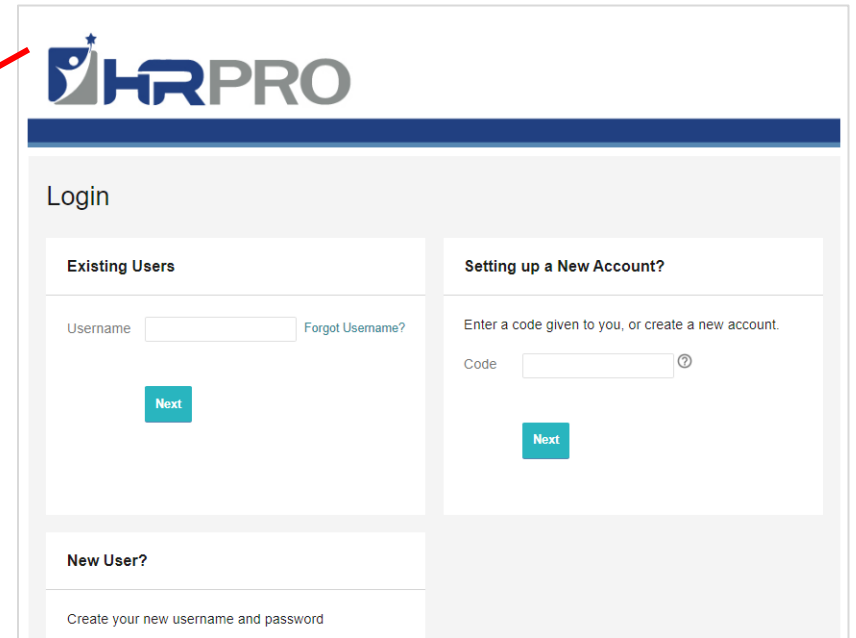 HRPRO
Login
Existing Users
Username
Forgot Username?
Next
Setting up a New Account?
Enter a code given to you, or create a new account.
Code
?
Next
New User?
Create your new username and password